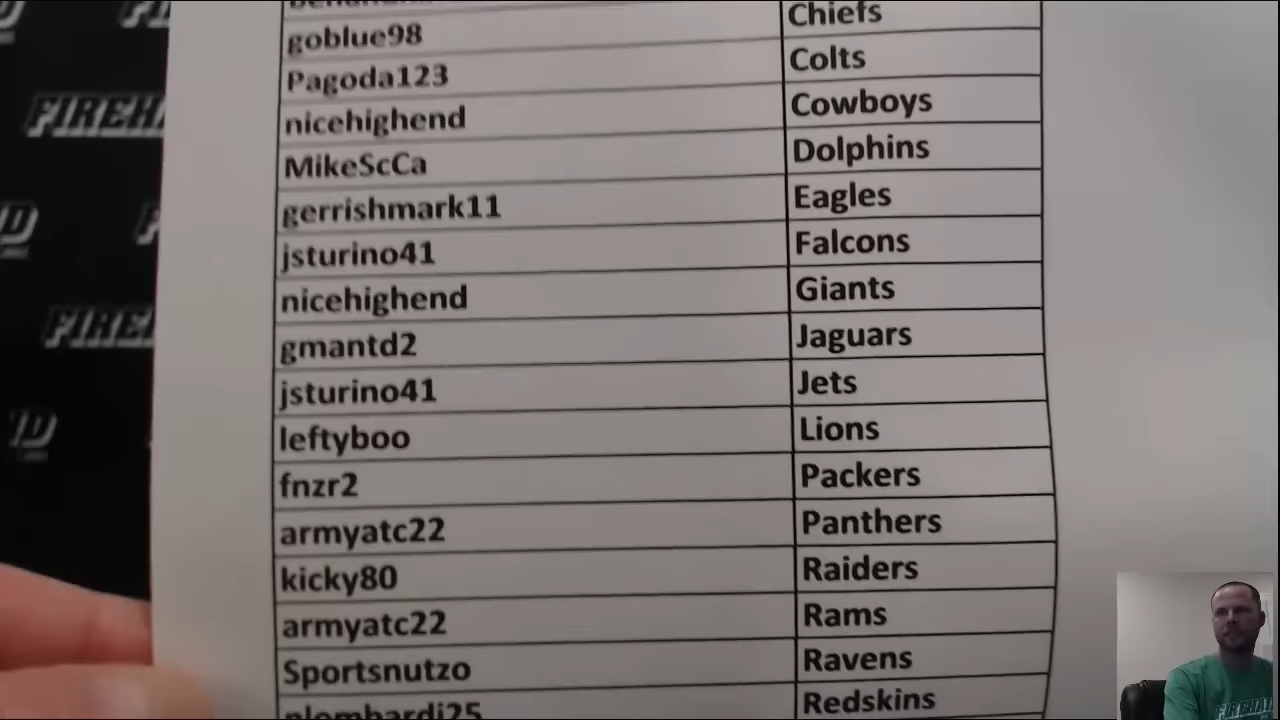 goblue98 Chiefs
Pagoda123 Colts
nicehighend Cowboys
MikeScCa Dolphins
gerrishmark11 Eagles
jsturino41 Falcons
nicehighend Giants
gmantd2 Jaguars
jsturino41 Jets
leftyboo Lions
fnzr2 Packers
armyatc22 Panthers
kicky80 Raiders
armyatc22 Rams
Sportsnutzo Ravens
plombardi25 Redskins